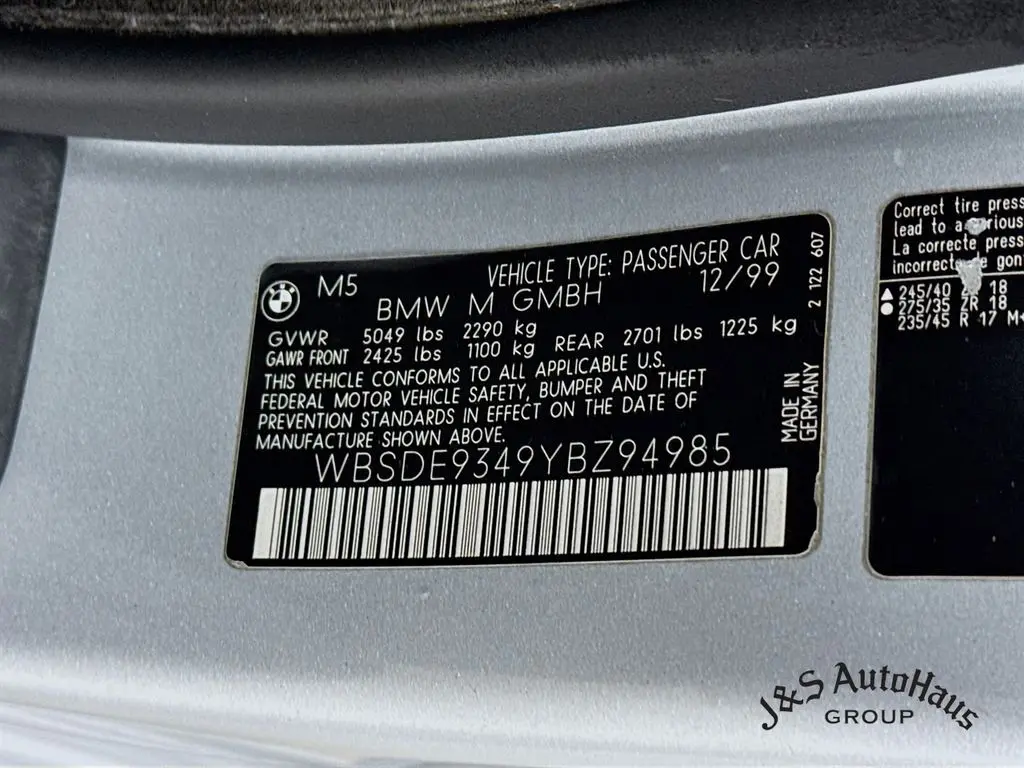 M5
VEHICLE TYPE: PASSENGER CAR
BMW M GMBH 12/99
GVWR 5049 lbs 2290 kg
GAWR FRONT 2425 lbs 1100 kg REAR 2701 lbs 1225 kg
THIS VEHICLE CONFORMS TO ALL APPLICABLE U.S.
FEDERAL MOTOR VEHICLE SAFETY, BUMPER AND THEFT
PREVENTION STANDARDS IN EFFECT ON THE DATE OF
MANUFACTURE SHOWN ABOVE.
WBSDE9349YBZ94985
2 122 607
MADE IN
GERMANY
Correct tire press
lead to a
La correcte press
gon
245/40 18
275/35 ZR 18
235/45 R 17 M+
J&S AutoHaus
GROUP